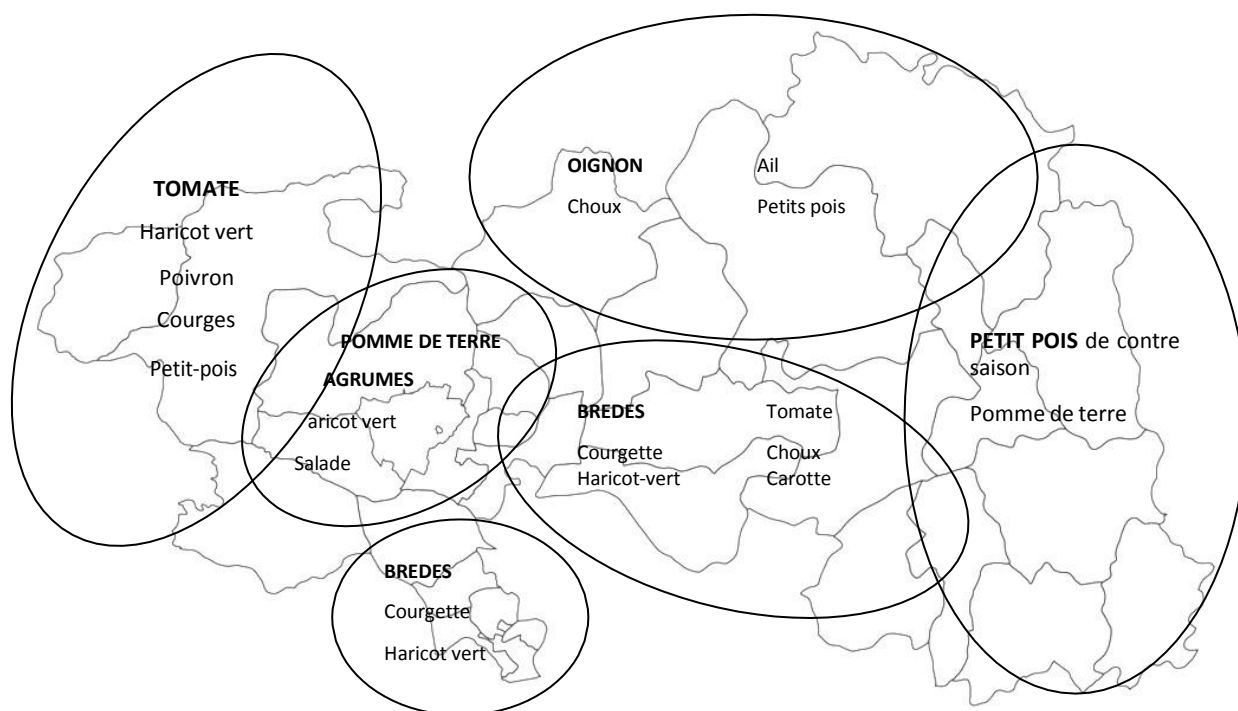 TOMATE
Haricot vert
Poivron
Courges
Petit-pois
OIGNON
Choux
Ail
Petits pois
POMME DE TERRE
AGRUMES
aricot vert
Salade
BREDES
Courgette
Haricot-vert
Tomate
Choux
Carotte
PETIT POIS de contre
saison
Pomme de terre
BREDES
Courgette
Haricot vert